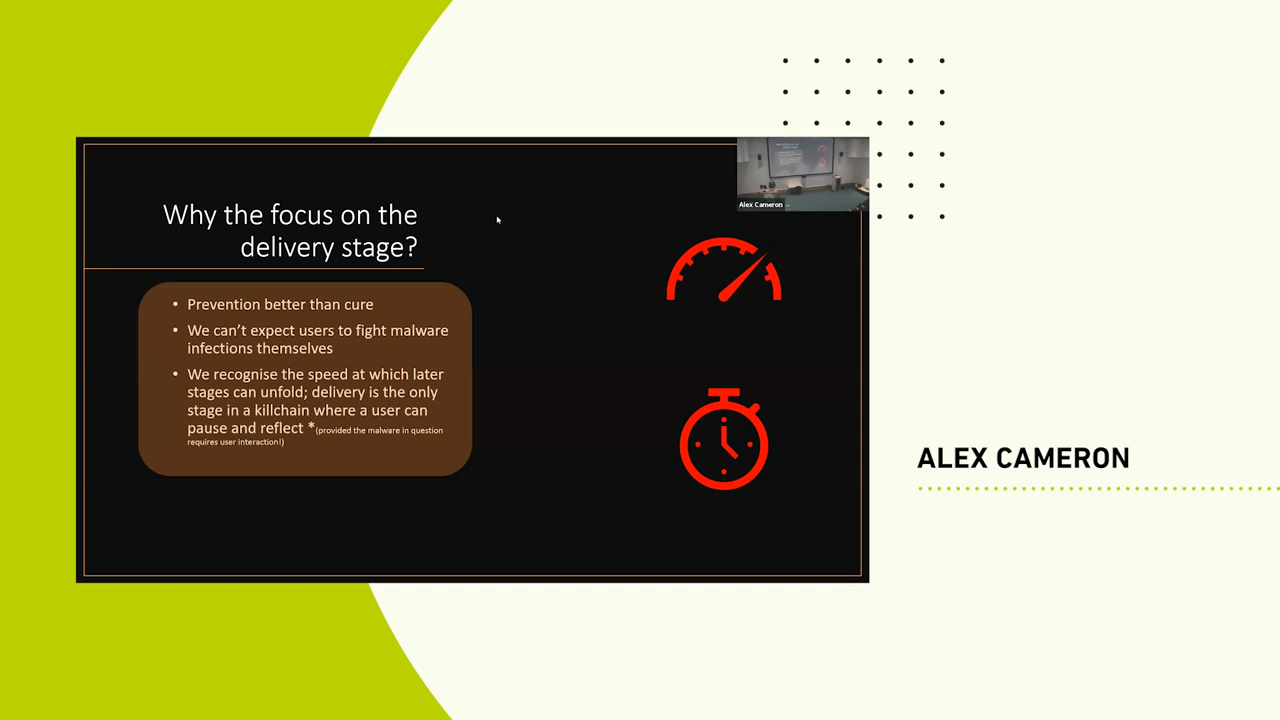 Why the focus on the
delivery stage?
• Prevention better than cure
• We can’t expect users to fight malware
infections themselves
• We recognise the speed at which later
stages can unfold; delivery is the only
stage in a killchain where a user can
pause and reflect *(provided the malware in question
requires user interaction!)
Alex Cameron
ALEX CAMERON